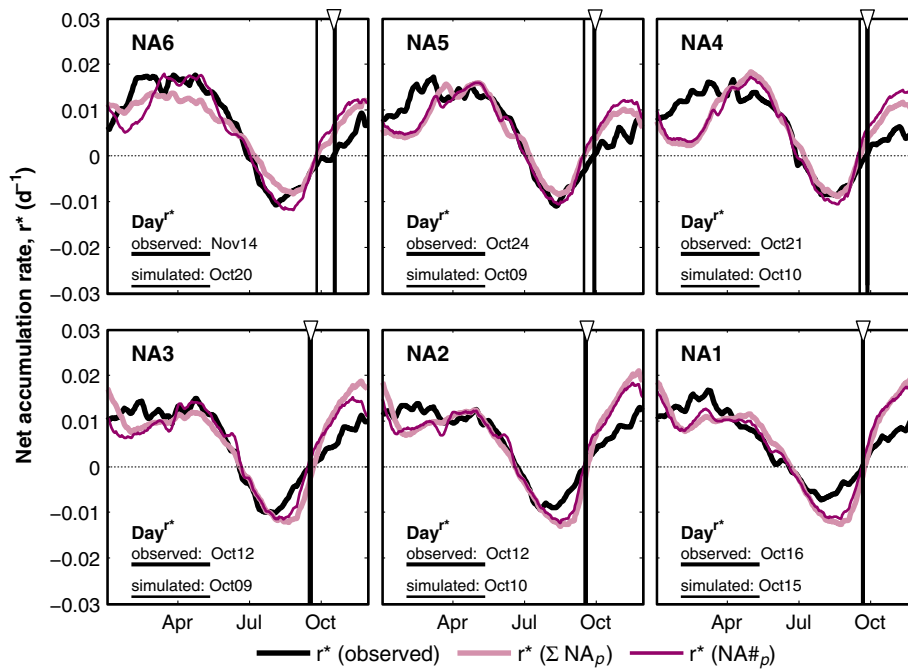 NA6
NA5
NA4
0.03
0.02
0.01
0
-0.01
-0.02
-0.03
Day^r*
observed: Nov14
simulated: Oct20
Day^r*
observed: Oct24
simulated: Oct09
Day^r*
observed: Oct21
simulated: Oct10
Net accumulation rate, r* (d⁻¹)
NA3
NA2
NA1
0.03
0.02
0.01
0
-0.01
-0.02
-0.03
Day^r*
observed: Oct12
simulated: Oct09
Day^r*
observed: Oct12
simulated: Oct10
Day^r*
observed: Oct16
simulated: Oct15
Apr Jul Oct
Apr Jul Oct
Apr Jul Oct
r* (observed) r* (Σ NAₚ) r* (NA#ₚ)